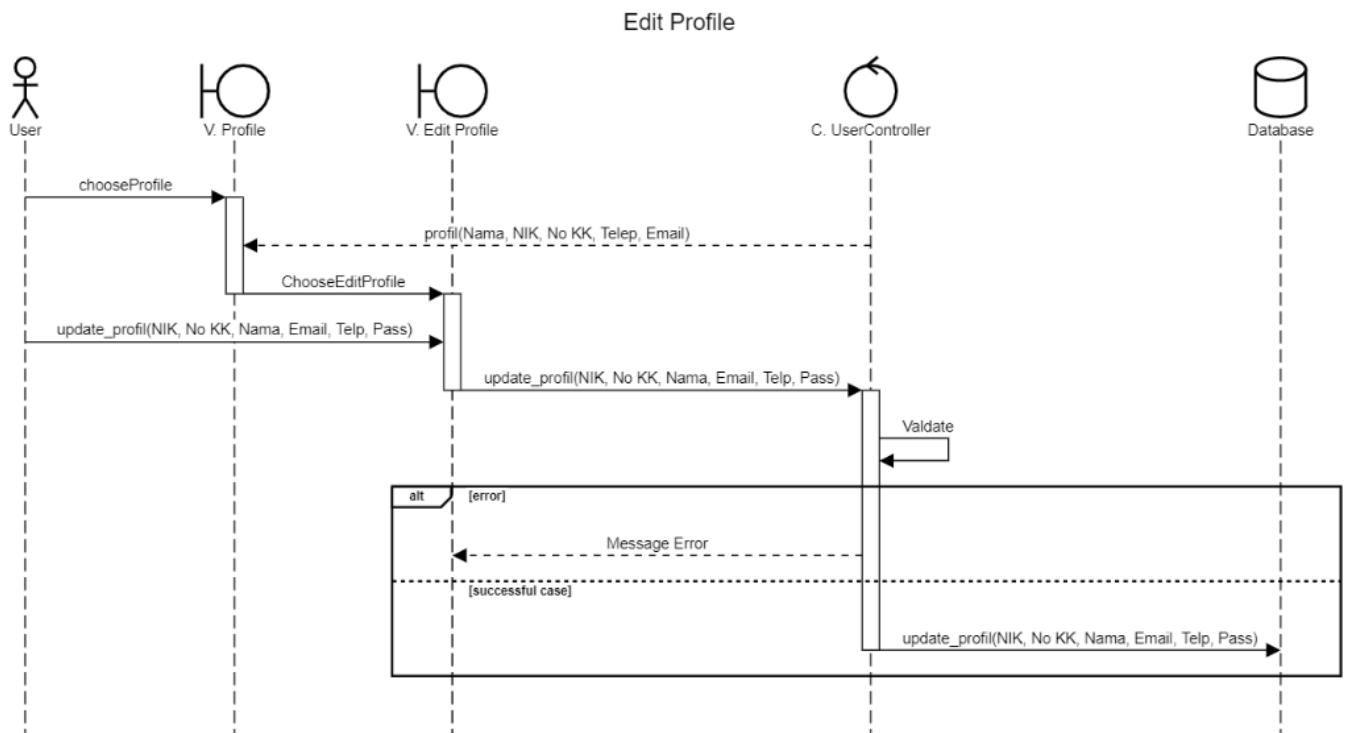 Edit Profile
User
V. Profile
V. Edit Profile
C. UserController
Database
chooseProfile
profil(Nama, NIK, No KK, Telep, Email)
ChooseEditProfile
update_profil(NIK, No KK, Nama, Email, Telp, Pass)
update_profil(NIK, No KK, Nama, Email, Telp, Pass)
Valdate
alt
[error]
Message Error
[successful case]
update_profil(NIK, No KK, Nama, Email, Telp, Pass)